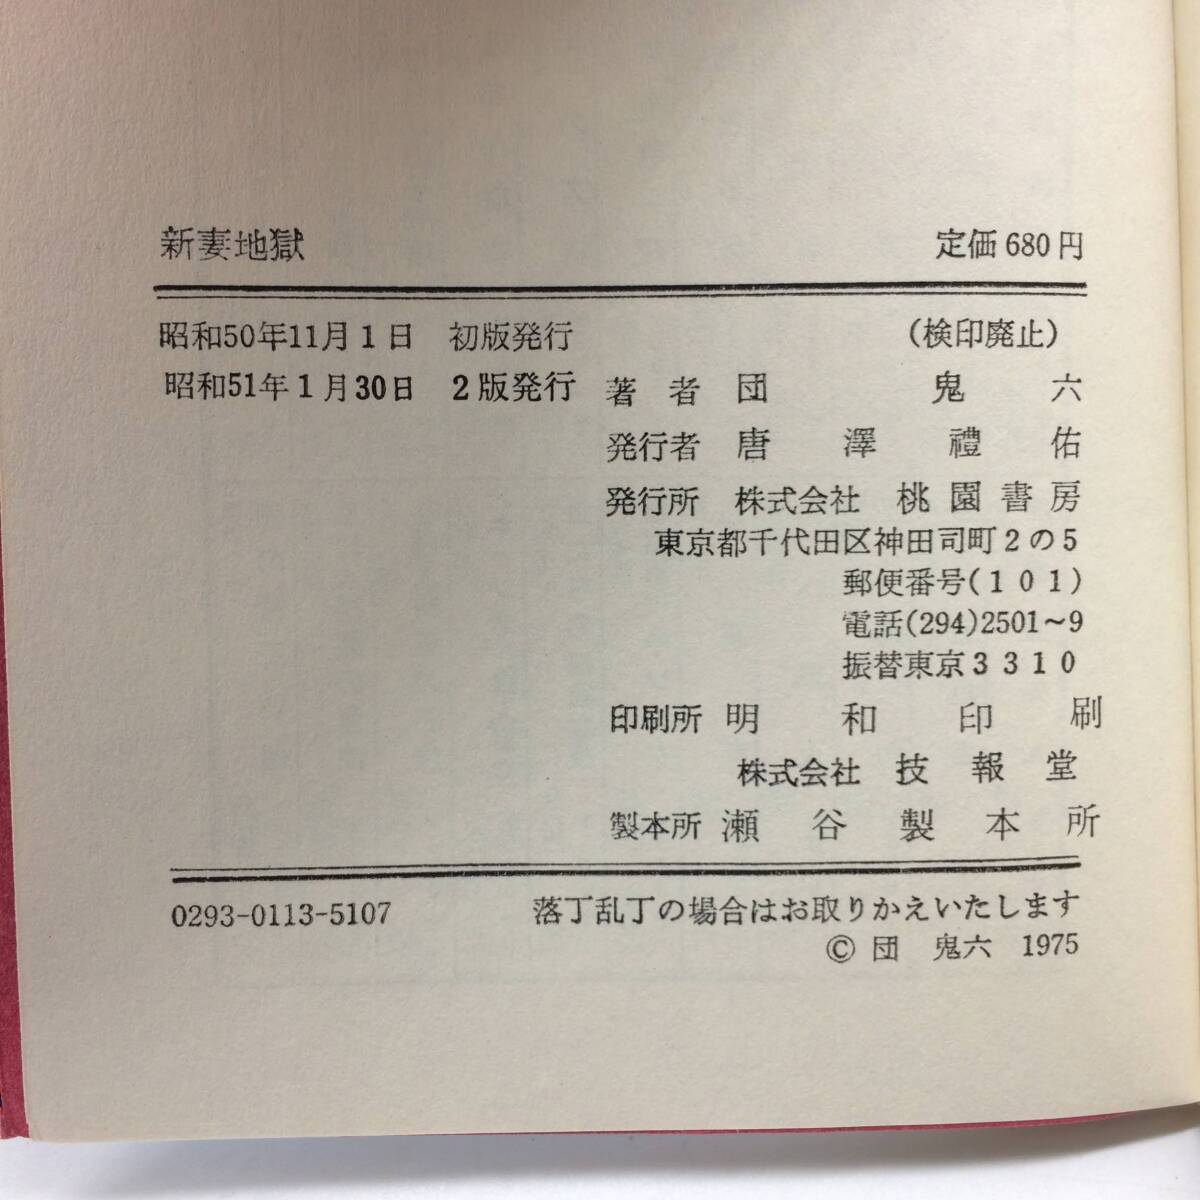 新妻地獄 定価680円
昭和50年11月1日 初版発行 (検印廃止)
昭和51年1月30日 2版発行
著者 団鬼六
発行者 唐澤禮佑
発行所 株式会社 桃園書房
東京都千代田区神田司町2の5
郵便番号(101)
電話(294)2501~9
振替東京3310
印刷所 明和印刷
株式会社 技報堂
製本所 瀬谷製本所
0293-0113-5107 落丁乱丁の場合はお取りかえいたします
© 団 鬼六 1975